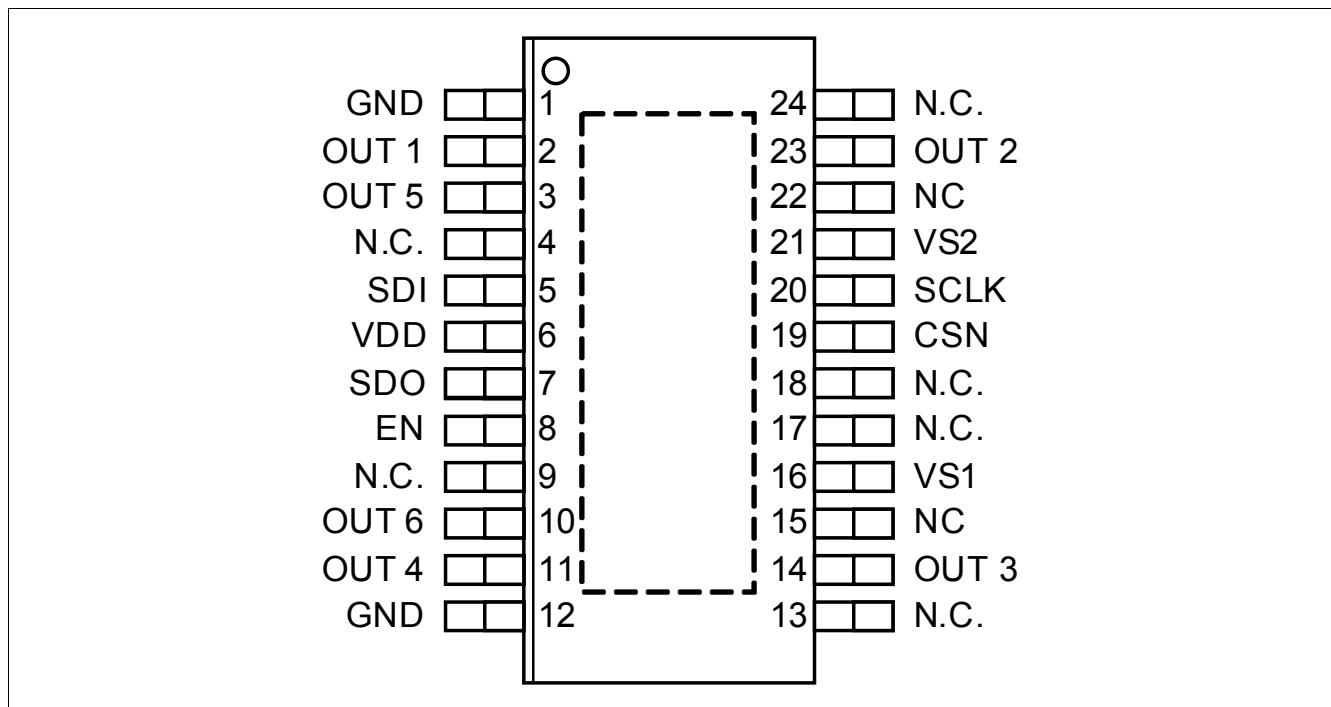 GND 1 24 N.C.
OUT 1 2 23 OUT 2
OUT 5 3 22 NC
N.C. 4 21 VS2
SDI 5 20 SCLK
VDD 6 19 CSN
SDO 7 18 N.C.
EN 8 17 N.C.
N.C. 9 16 VS1
OUT 6 10 15 NC
OUT 4 11 14 OUT 3
GND 12 13 N.C.